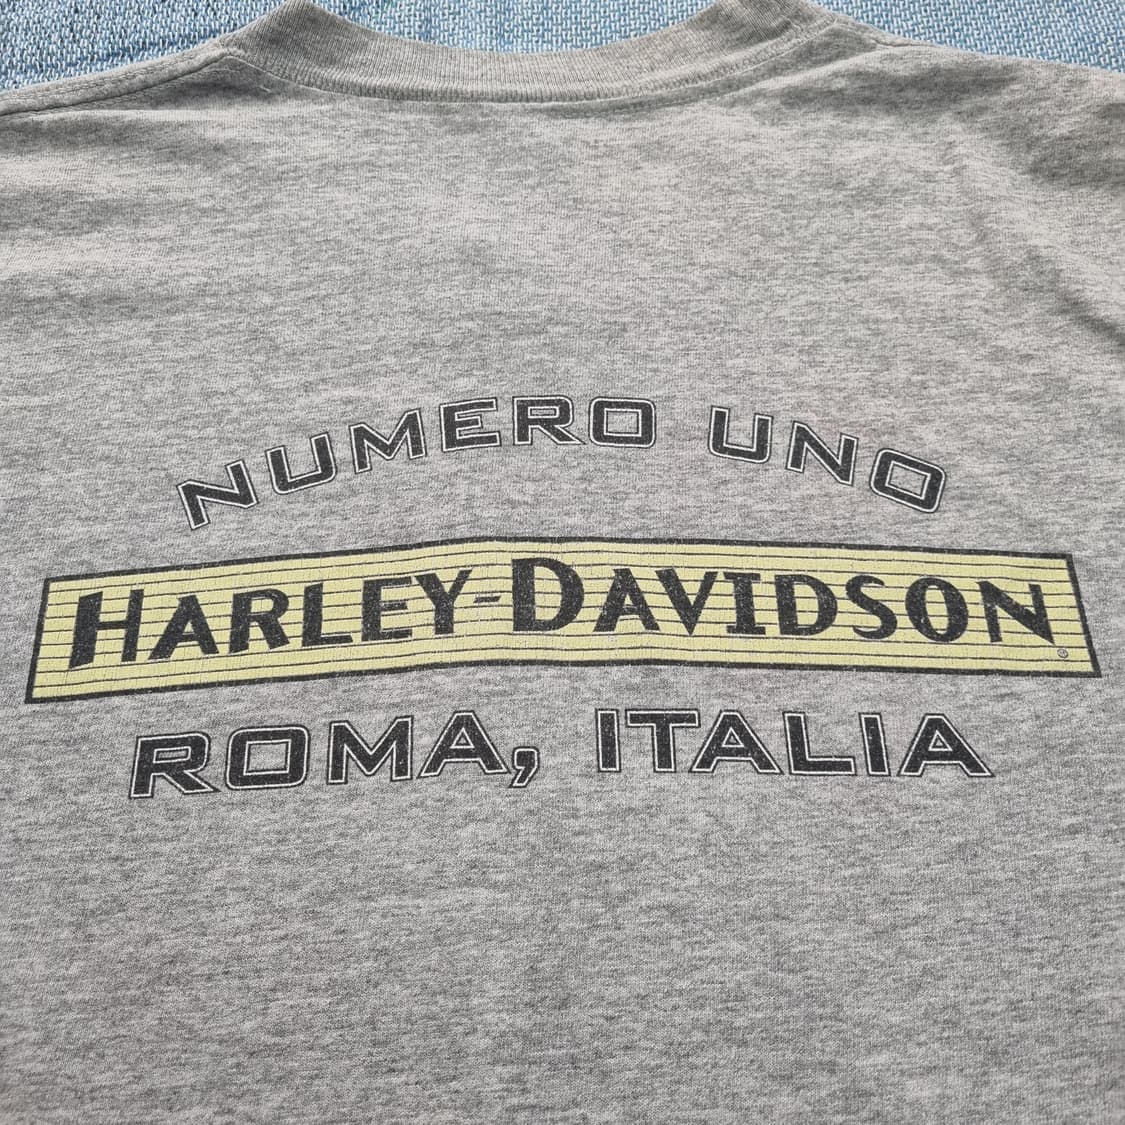 NUMERO UNO
HARLEY-DAVIDSON
ROMA, ITALIA